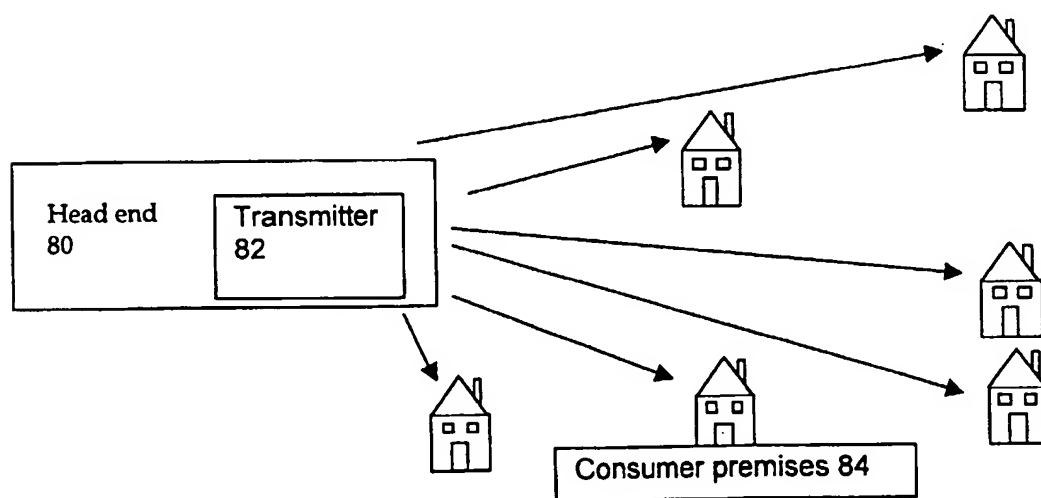 Head end
80
Transmitter
82
Consumer premises 84